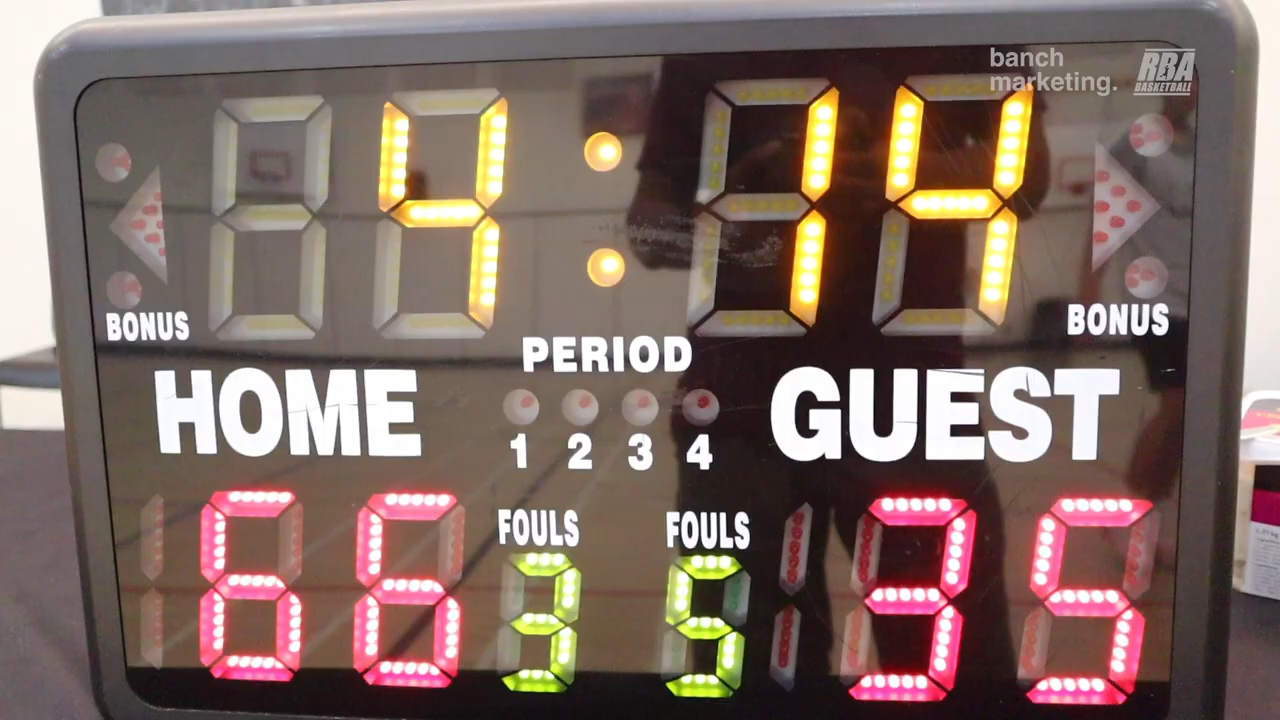 banch
marketing.
RBA
BASKETBALL
4:14
BONUS
BONUS
PERIOD
HOME
GUEST
1 2 3 4
FOULS
FOULS
66
3
5
35